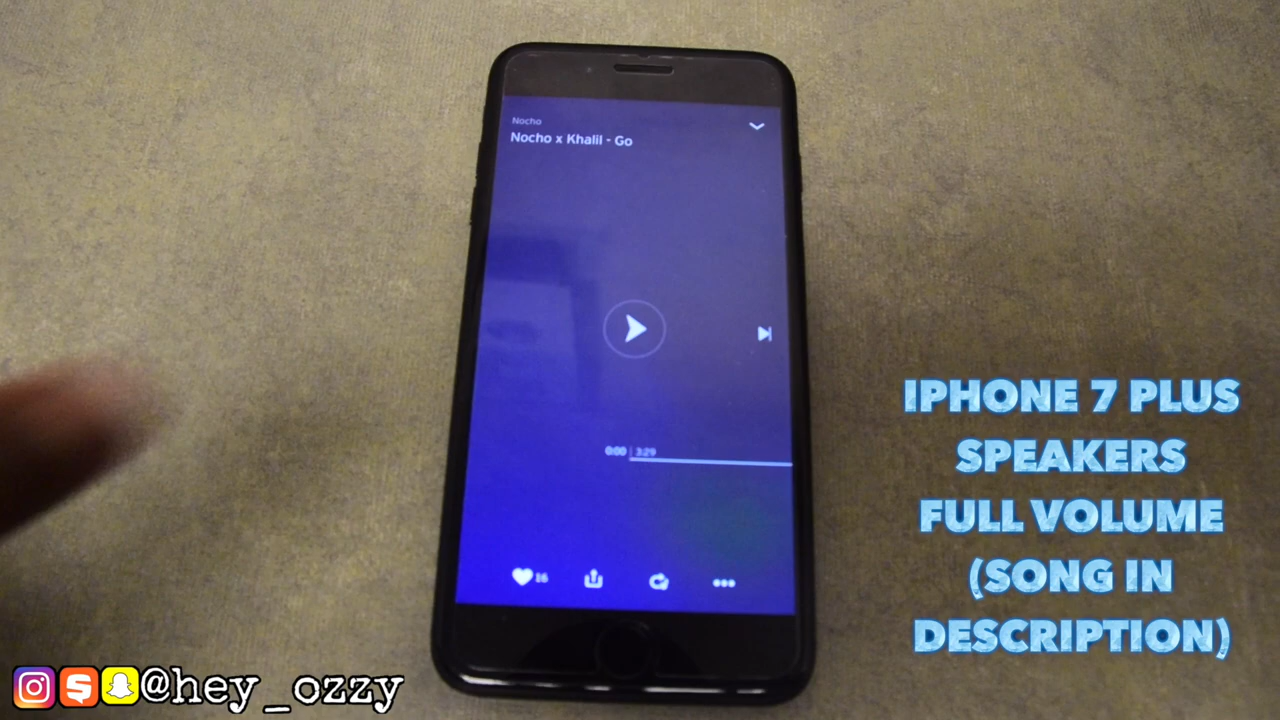 Nocho
Nocho x Khalil - Go
0:00 | 3:29
16
IPHONE 7 PLUS
SPEAKERS
FULL VOLUME
(SONG IN
DESCRIPTION)
@hey_ozzy